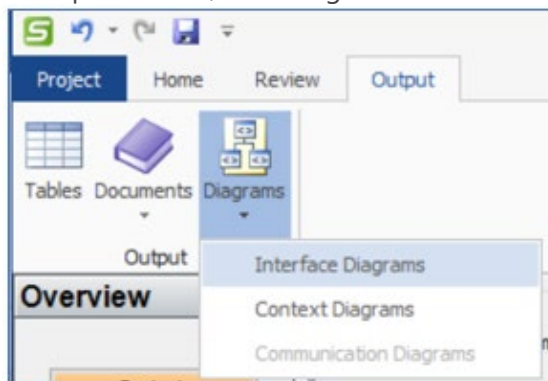 Project Home Review Output
Tables Documents Diagrams
Output
Interface Diagrams
Overview
Context Diagrams
Communication Diagrams